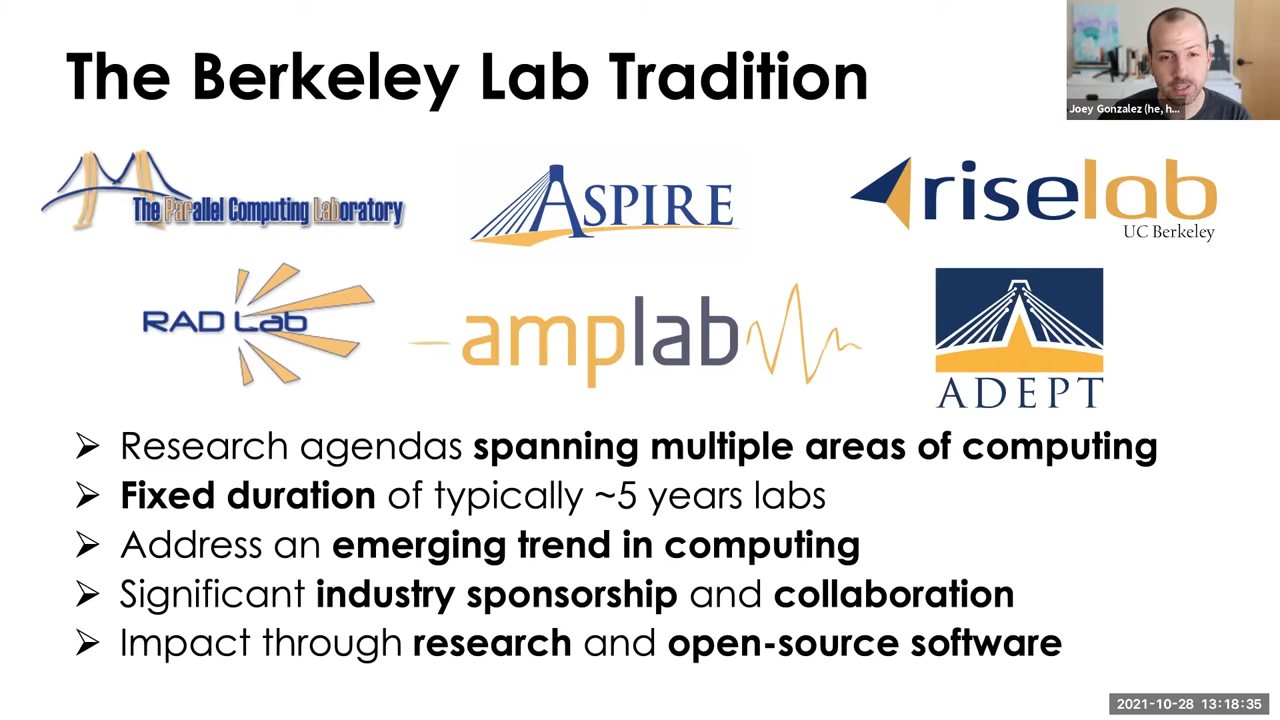 The Berkeley Lab Tradition
Joey Gonzalez (he, h...
The Parallel Computing Laboratory
ASPIRE
riselab
UC Berkeley
RAD Lab
amplab
ADEPT
➢ Research agendas spanning multiple areas of computing
➢ Fixed duration of typically ~5 years labs
➢ Address an emerging trend in computing
➢ Significant industry sponsorship and collaboration
➢ Impact through research and open-source software
2021-10-28 13:18:35